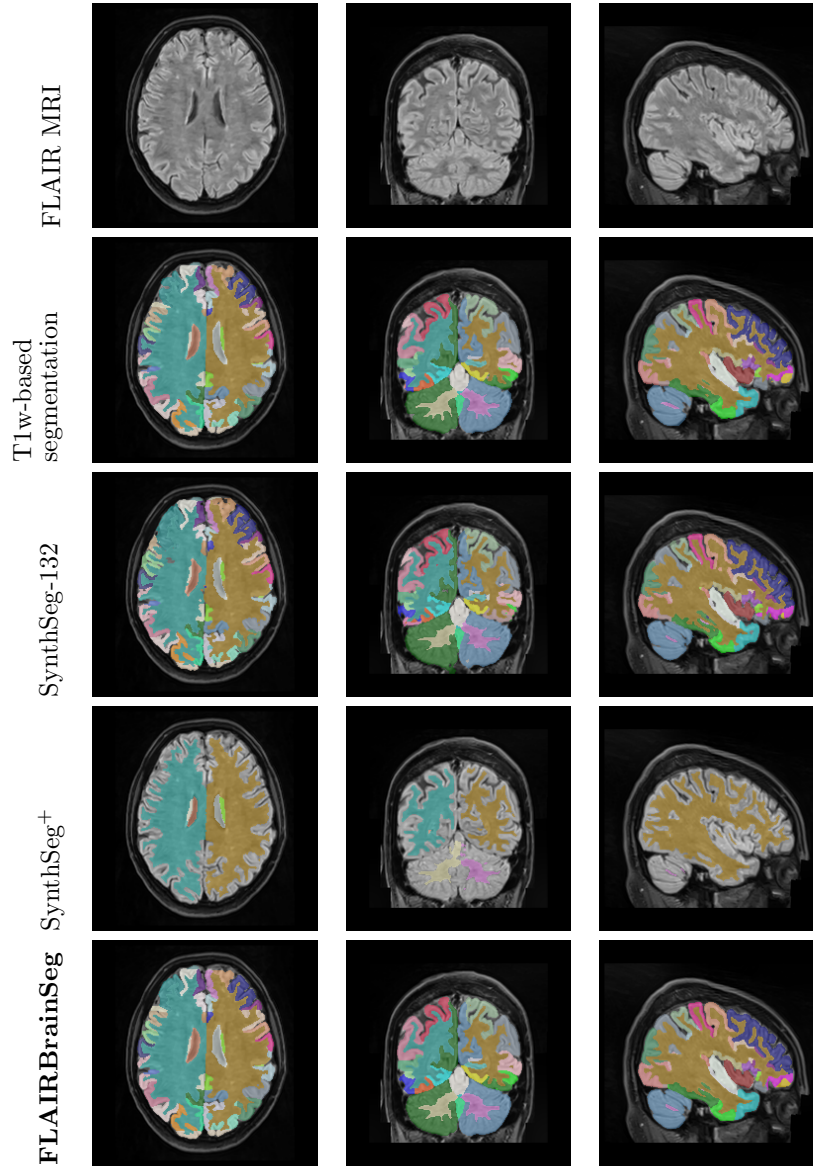 FLAIR MRI
T1w-based
segmentation
SynthSeg-132
SynthSeg⁺
FLAIRBrainSeg